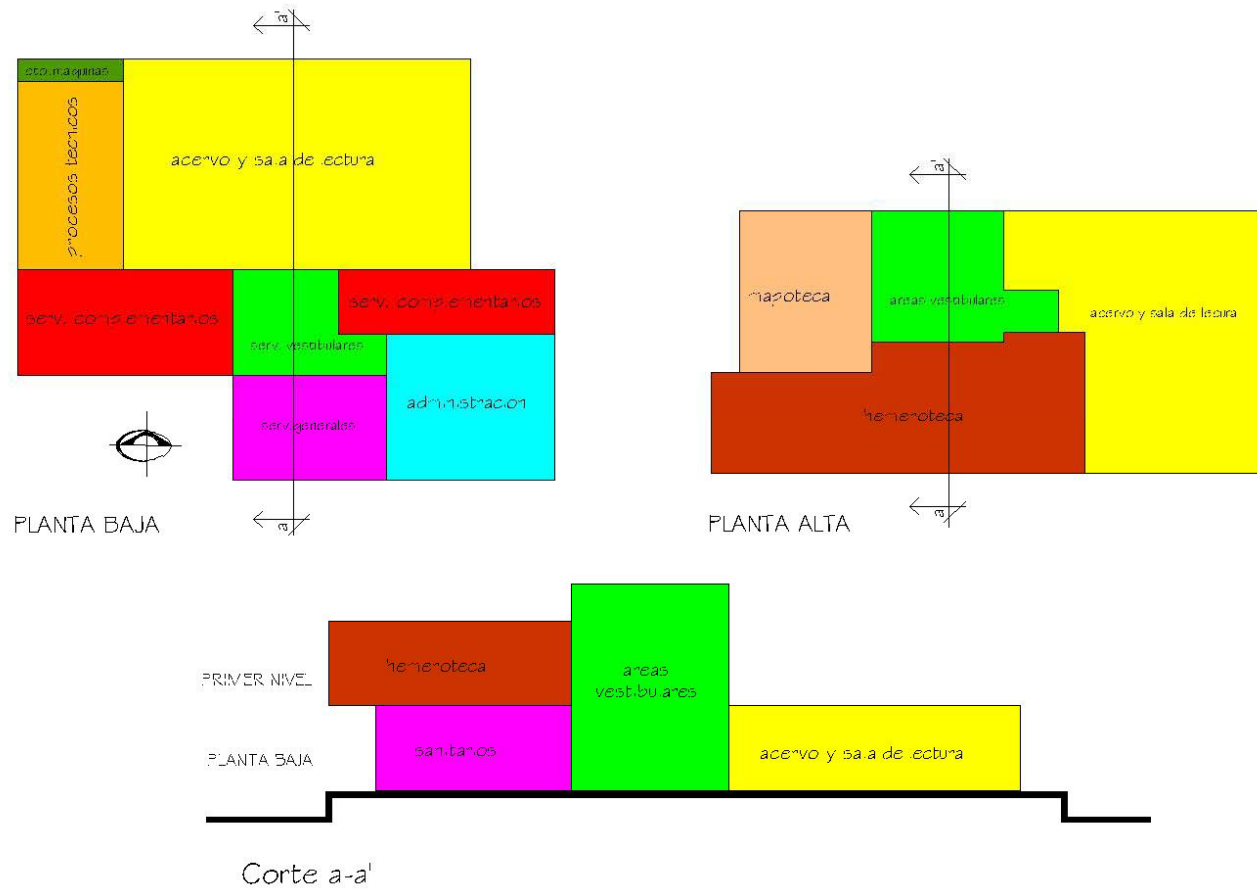 a'
cto. maquinas
procesos tecnicos
acervo y sala de lectura
serv. complementarios
serv. complementarios
serv. vestibulares
administracion
serv.generales
a'
PLANTA BAJA
a'
mapoteca
areas vestibulares
acervo y sala de lecura
hemeroteca
a'
PLANTA ALTA
PRIMER NIVEL
hemeroteca
areas
vestibulares
PLANTA BAJA
sanitarios
acervo y sala de lectura
Corte a-a'